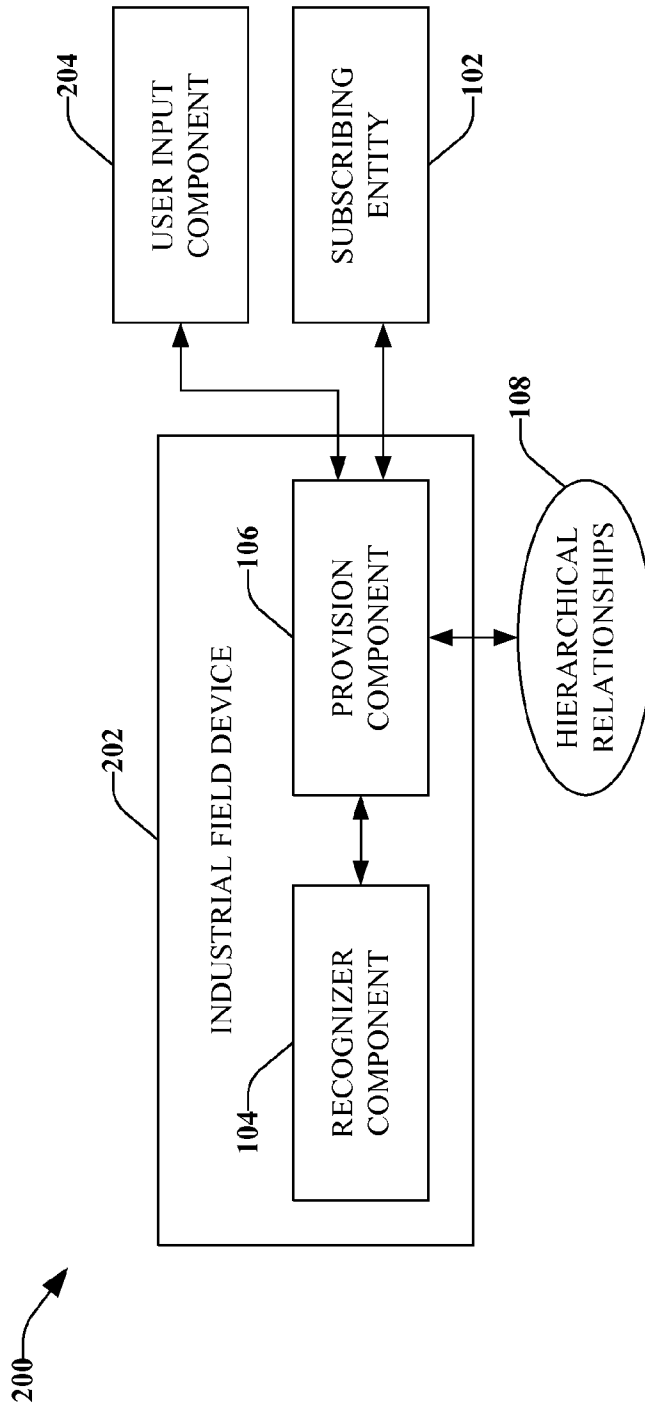 200
202
INDUSTRIAL FIELD DEVICE
104
RECOGNIZER
COMPONENT
106
PROVISION
COMPONENT
204
USER INPUT
COMPONENT
SUBSCRIBING
ENTITY
102
108
HIERARCHICAL
RELATIONSHIPS